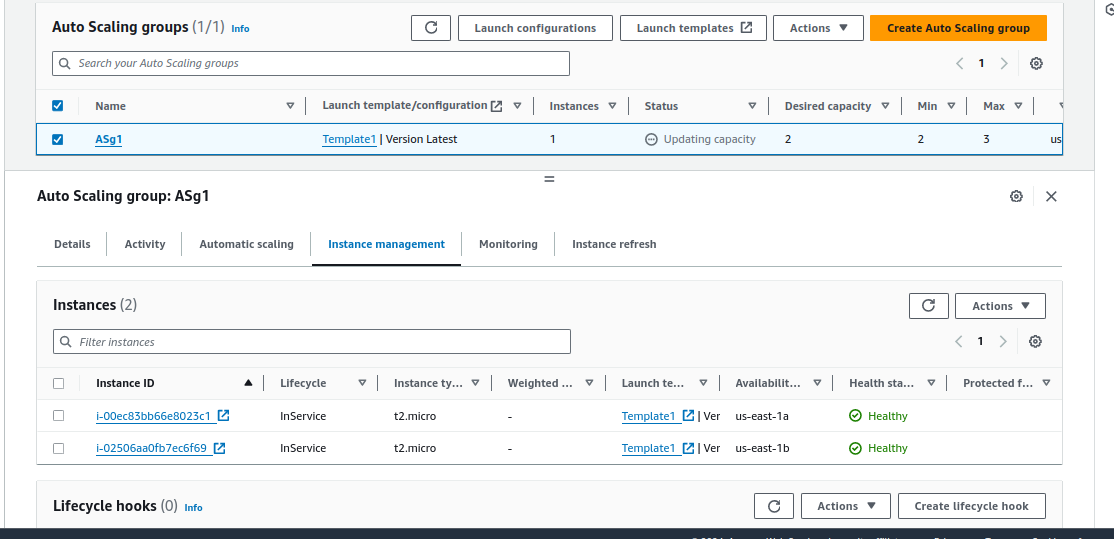 Auto Scaling groups (1/1) Info
Launch configurations
Launch templates
Actions
Create Auto Scaling group
Search your Auto Scaling groups
1
Name Launch template/configuration Instances Status Desired capacity Min Max
ASg1 Template1 | Version Latest 1 Updating capacity 2 2 3 us
Auto Scaling group: ASg1
Details Activity Automatic scaling Instance management Monitoring Instance refresh
Instances (2)
Actions
Filter instances
1
Instance ID Lifecycle Instance ty... Weighted ... Launch te... Availabilit... Health sta... Protected f...
i-00ec83bb66e8023c1 InService t2.micro - Template1 | Ver us-east-1a Healthy
i-02506aa0fb7ec6f69 InService t2.micro - Template1 | Ver us-east-1b Healthy
Lifecycle hooks (0) Info
Actions
Create lifecycle hook